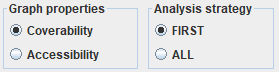 Graph properties
Coverability
Accessibility
Analysis strategy
FIRST
ALL